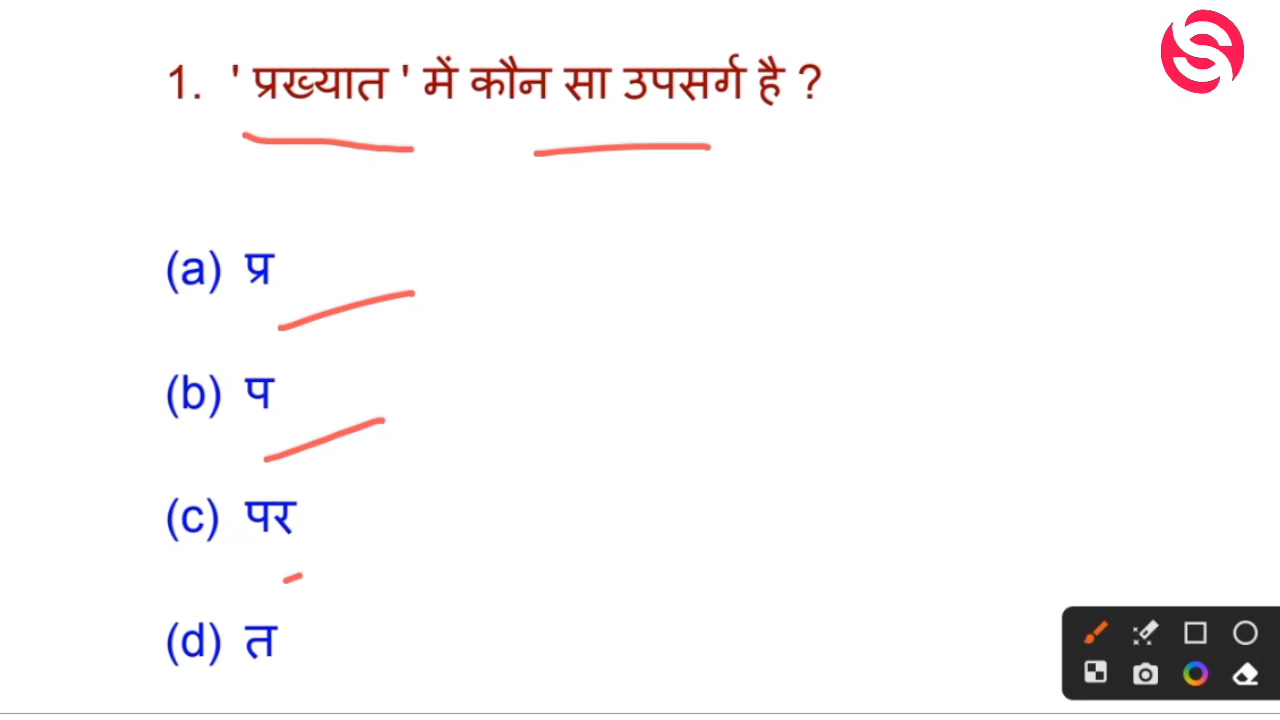 1. ' प्रख्यात ' में कौन सा उपसर्ग है ?
(a) प्र
(b) प
(c) पर
(d) त